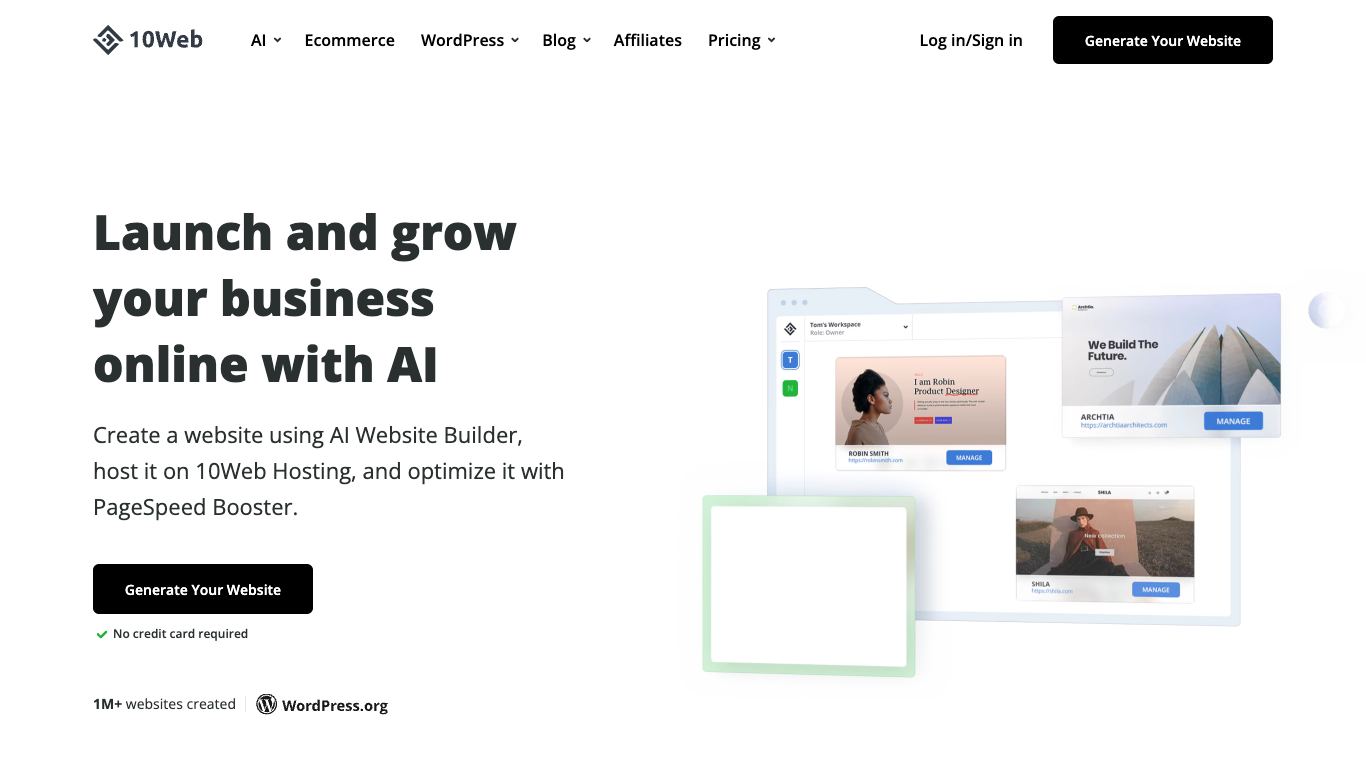 10Web
AI
Ecommerce
WordPress
Blog
Affiliates
Pricing
Log in/Sign in
Generate Your Website
Launch and grow
your business
online with AI
Create a website using AI Website Builder,
host it on 10Web Hosting, and optimize it with
PageSpeed Booster.
Generate Your Website
No credit card required
1M+ websites created
WordPress.org
Tom's Workspace
Role: Owner
T
N
I am Robin
Product Designer
ROBIN SMITH
https://robinsmith.com
MANAGE
Archtia.
We Build The
Future.
ARCHTIA
https://archtiaarchitects.com
MANAGE
SHILA
New collection
SHILA
https://shila.com
MANAGE